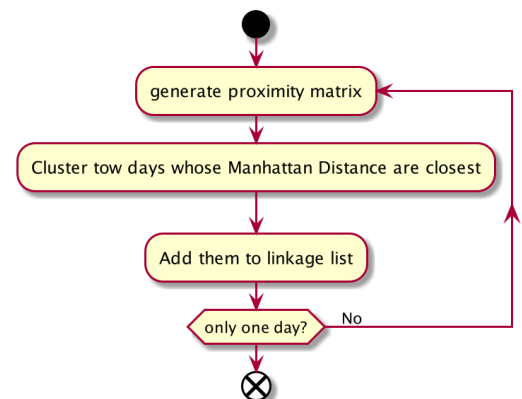 generate proximity matrix
Cluster tow days whose Manhattan Distance are closest
Add them to linkage list
only one day?
No